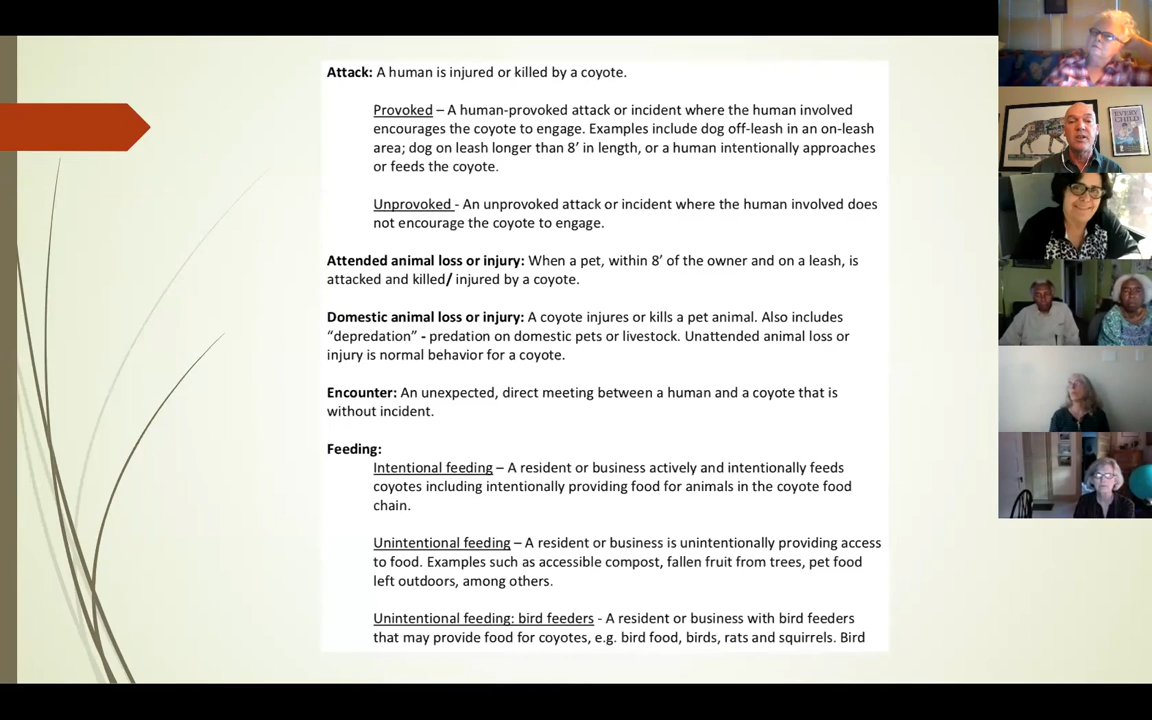 Attack: A human is injured or killed by a coyote.
Provoked – A human-provoked attack or incident where the human involved
encourages the coyote to engage. Examples include dog off-leash in an on-leash
area; dog on leash longer than 8’ in length, or a human intentionally approaches
or feeds the coyote.
Unprovoked - An unprovoked attack or incident where the human involved does
not encourage the coyote to engage.
Attended animal loss or injury: When a pet, within 8’ of the owner and on a leash, is
attacked and killed/ injured by a coyote.
Domestic animal loss or injury: A coyote injures or kills a pet animal. Also includes
“depredation” - predation on domestic pets or livestock. Unattended animal loss or
injury is normal behavior for a coyote.
Encounter: An unexpected, direct meeting between a human and a coyote that is
without incident.
Feeding:
Intentional feeding – A resident or business actively and intentionally feeds
coyotes including intentionally providing food for animals in the coyote food
chain.
Unintentional feeding – A resident or business is unintentionally providing access
to food. Examples such as accessible compost, fallen fruit from trees, pet food
left outdoors, among others.
Unintentional feeding: bird feeders - A resident or business with bird feeders
that may provide food for coyotes, e.g. bird food, birds, rats and squirrels. Bird
EVERY
CHILD